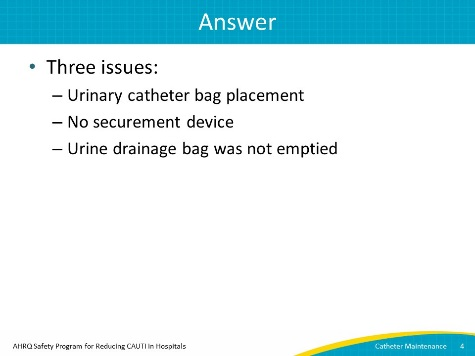 Answer
• Three issues:
– Urinary catheter bag placement
– No securement device
– Urine drainage bag was not emptied
AHRQ Safety Program for Reducing CAUTI in Hospitals
Catheter Maintenance 4